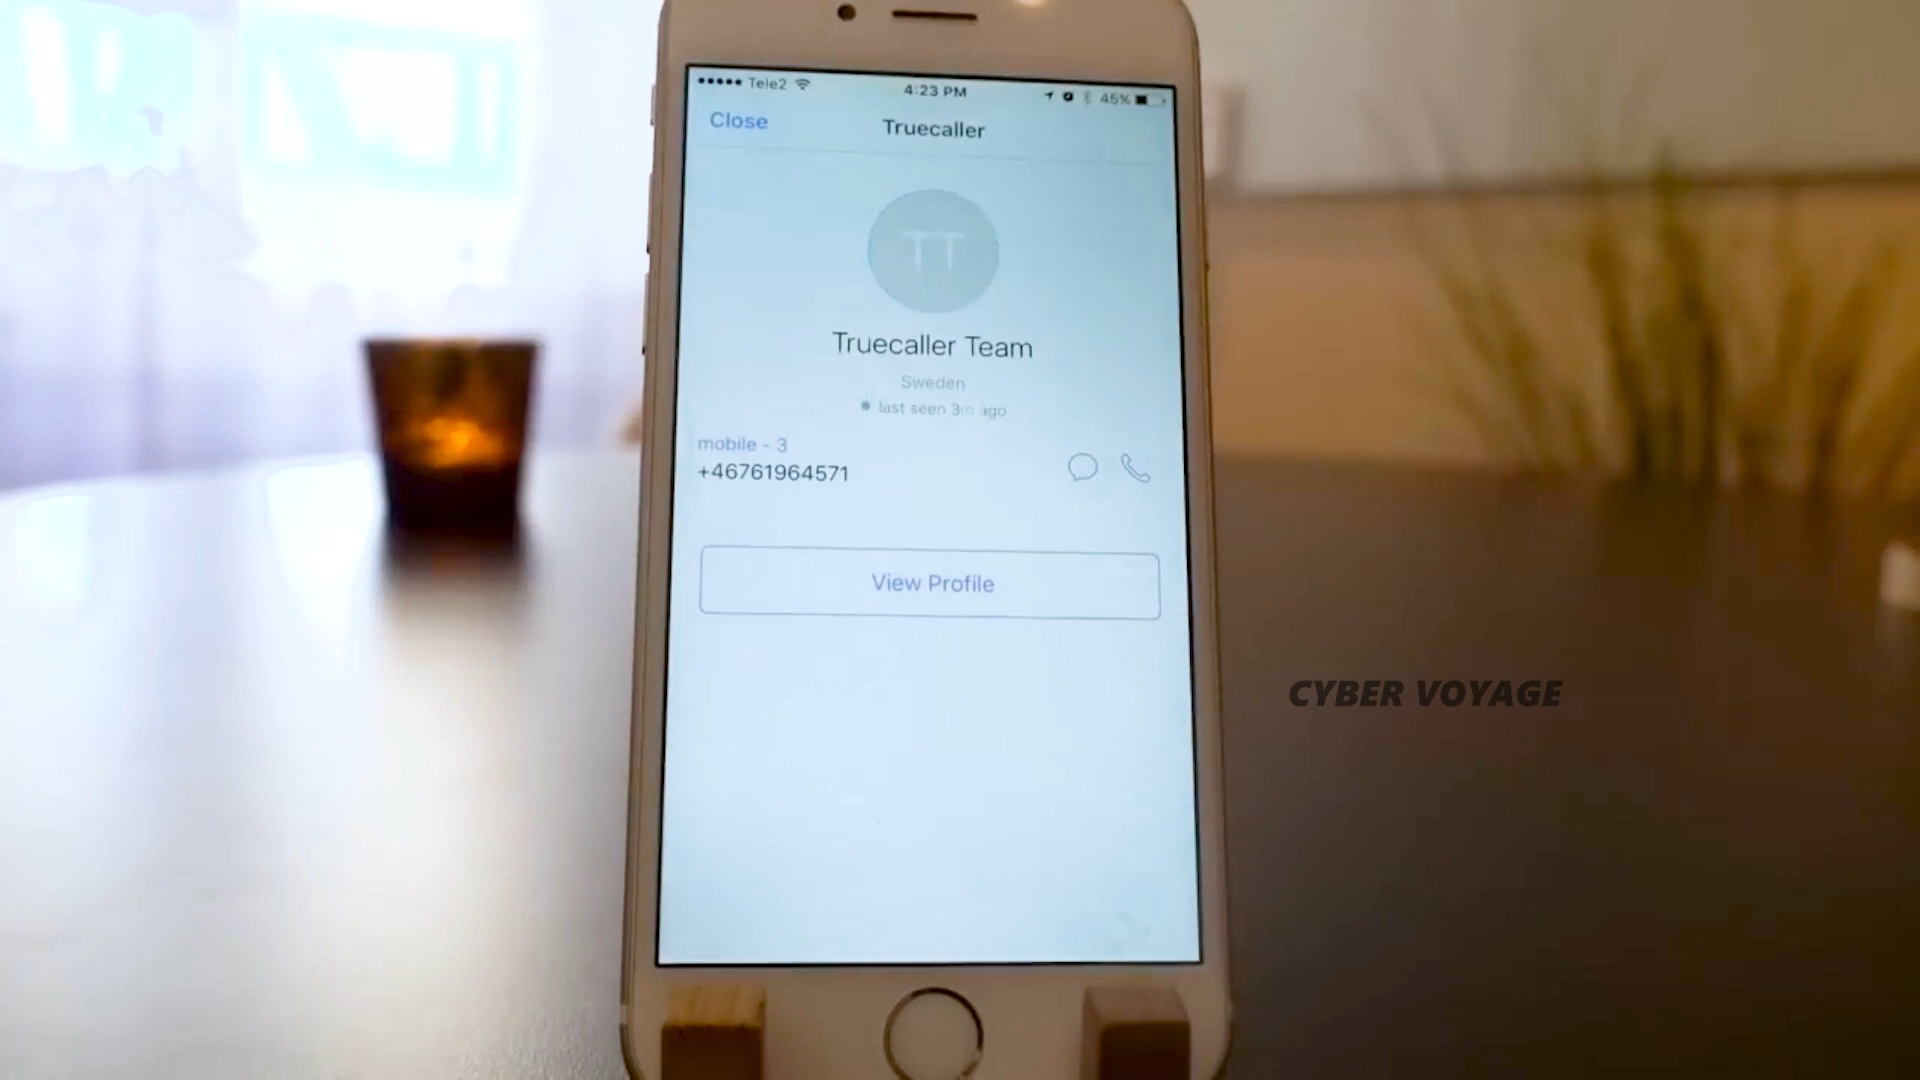 Tele2
4:23 PM
45%
Close
Truecaller
TT
Truecaller Team
Sweden
last seen 3m ago
mobile - 3
+46761964571
View Profile
CYBER VOYAGE